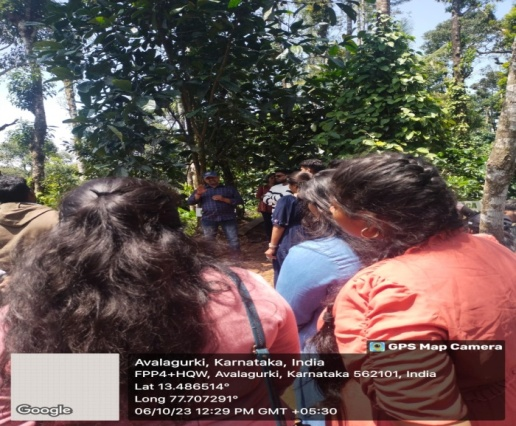 GPS Map Camera
Avalagurki, Karnataka, India
FPP4+HQW, Avalagurki, Karnataka 562101, India
Lat 13.486514°
Long 77.707291°
06/10/23 12:29 PM GMT +05:30
Google